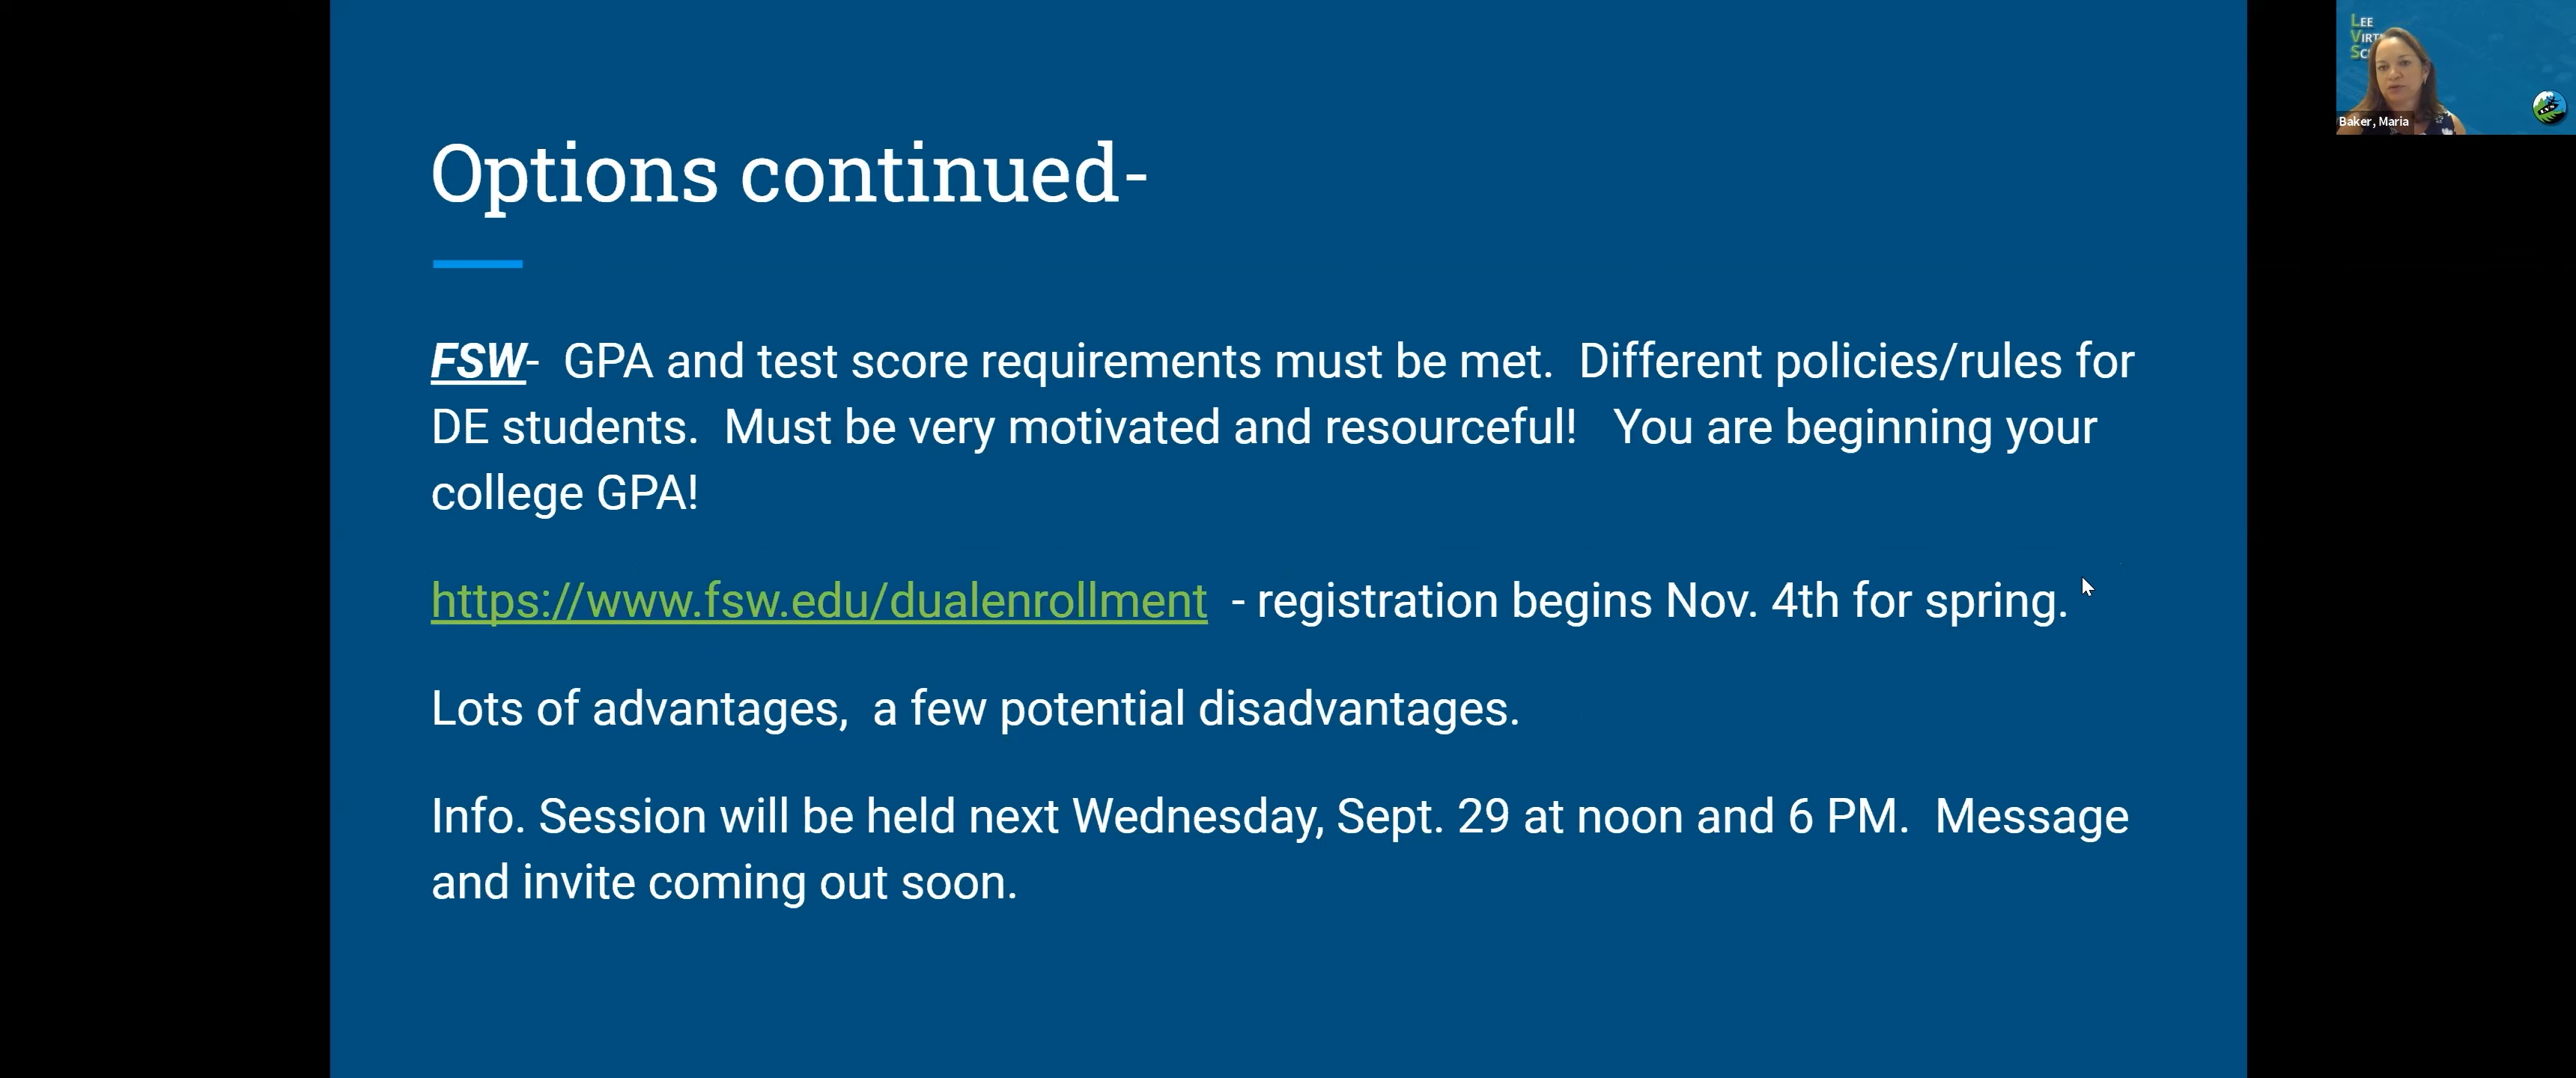 Options continued-
FSW-  GPA and test score requirements must be met.  Different policies/rules for
DE students.  Must be very motivated and resourceful!   You are beginning your
college GPA!
https://www.fsw.edu/dualenrollment  - registration begins Nov. 4th for spring.
Lots of advantages,  a few potential disadvantages.
Info. Session will be held next Wednesday, Sept. 29 at noon and 6 PM.  Message
and invite coming out soon.
LEE
Baker, Maria